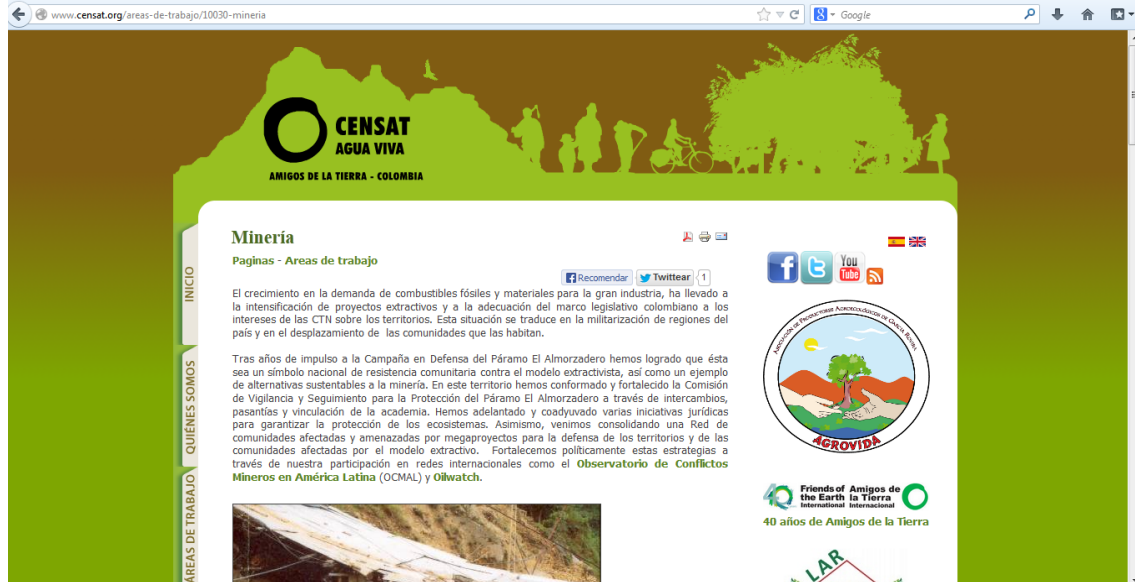 www.censat.org/areas-de-trabajo/10030-mineria
Google
CENSAT
AGUA VIVA
AMIGOS DE LA TIERRA - COLOMBIA
INICIO
QUIÉNES SOMOS
ÁREAS DE TRABAJO
Minería
Paginas - Areas de trabajo
Recomendar
Twittear
1
El crecimiento en la demanda de combustibles fósiles y materiales para la gran industria, ha llevado a
la intensificación de proyectos extractivos y a la adecuación del marco legislativo colombiano a los
intereses de las CTN sobre los territorios. Esta situación se traduce en la militarización de regiones del
país y en el desplazamiento de las comunidades que las habitan.
Tras años de impulso a la Campaña en Defensa del Páramo El Almorzadero hemos logrado que ésta
sea un símbolo nacional de resistencia comunitaria contra el modelo extractivista, así como un ejemplo
de alternativas sustentables a la minería. En este territorio hemos conformado y fortalecido la Comisión
de Vigilancia y Seguimiento para la Protección del Páramo El Almorzadero a través de intercambios,
pasantías y vinculación de la academia. Hemos adelantado y coadyuvado varias iniciativas jurídicas
para garantizar la protección de los ecosistemas. Asimismo, venimos consolidando una Red de
comunidades afectadas y amenazadas por megaproyectos para la defensa de los territorios y de las
comunidades afectadas por el modelo extractivo. Fortalecemos políticamente estas estrategias a
través de nuestra participación en redes internacionales como el Observatorio de Conflictos
Mineros en América Latina (OCMAL) y Oilwatch.
You
Tube
ASOCIACIÓN DE PRODUCTORES AGROECOLÓGICOS DE GARCÍA ROVIRA
AGROVIDA
40
Friends of the Earth International
Amigos de la Tierra Internacional
40 años de Amigos de la Tierra
LAR